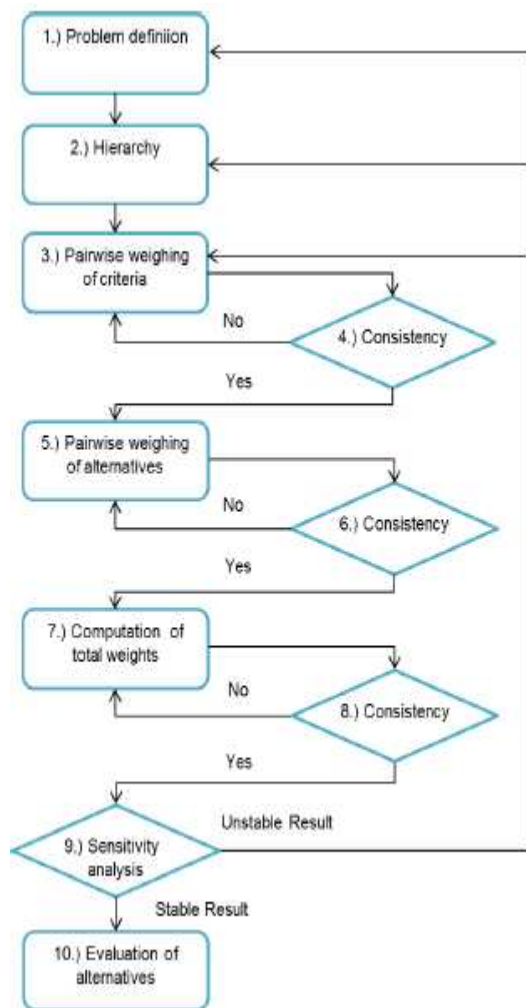 1.) Problem definiion
2.) Hierarchy
3.) Pairwise weighing
of criteria
No
4.) Consistency
Yes
5.) Pairwise weighing
of alternatives
No
6.) Consistency
Yes
7.) Computation of
total weights
No
8.) Consistency
Yes
Unstable Result
9.) Sensitivity
analysis
Stable Result
10.) Evaluation of
alternatives